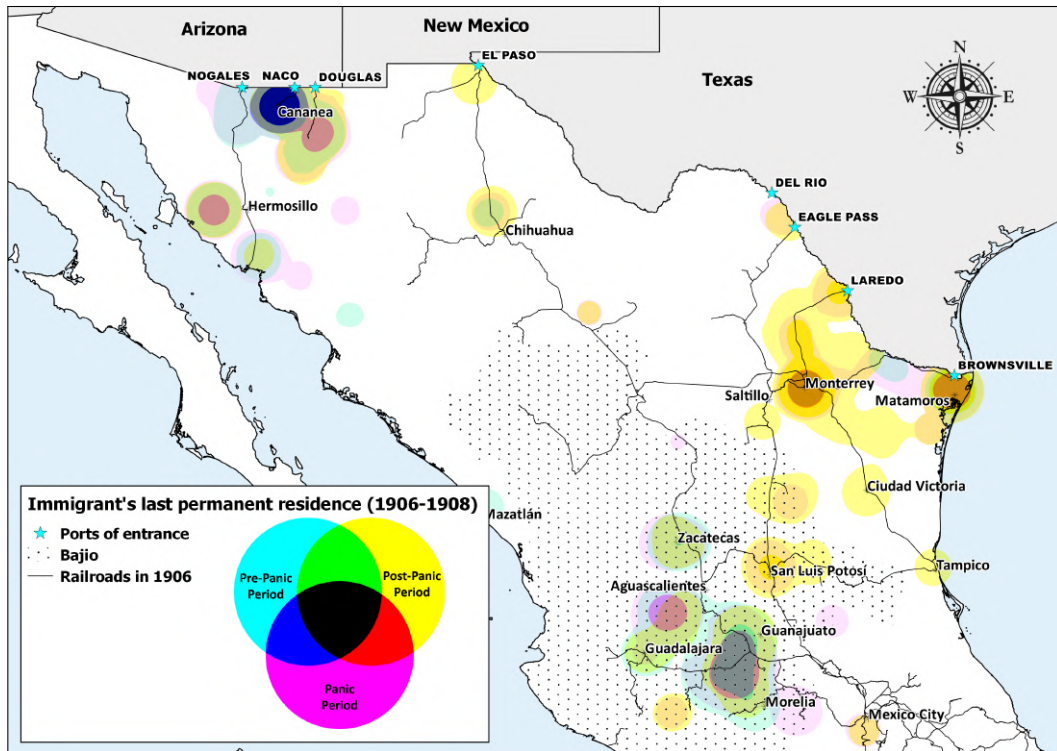 Arizona
New Mexico
Texas
NOGALES
NACO
DOUGLAS
EL PASO
N
W
E
S
Cananea
DEL RIO
EAGLE PASS
Hermosillo
Chihuahua
LAREDO
BROWNSVILLE
Monterrey
Saltillo
Matamoros
Ciudad Victoria
Mazatlán
Zacatecas
San Luis Potosí
Tampico
Aguascalientes
Guanajuato
Guadalajara
Morelia
Mexico City
Immigrant's last permanent residence (1906-1908)
Ports of entrance
Bajio
Railroads in 1906
Pre-Panic
Period
Post-Panic
Period
Panic
Period